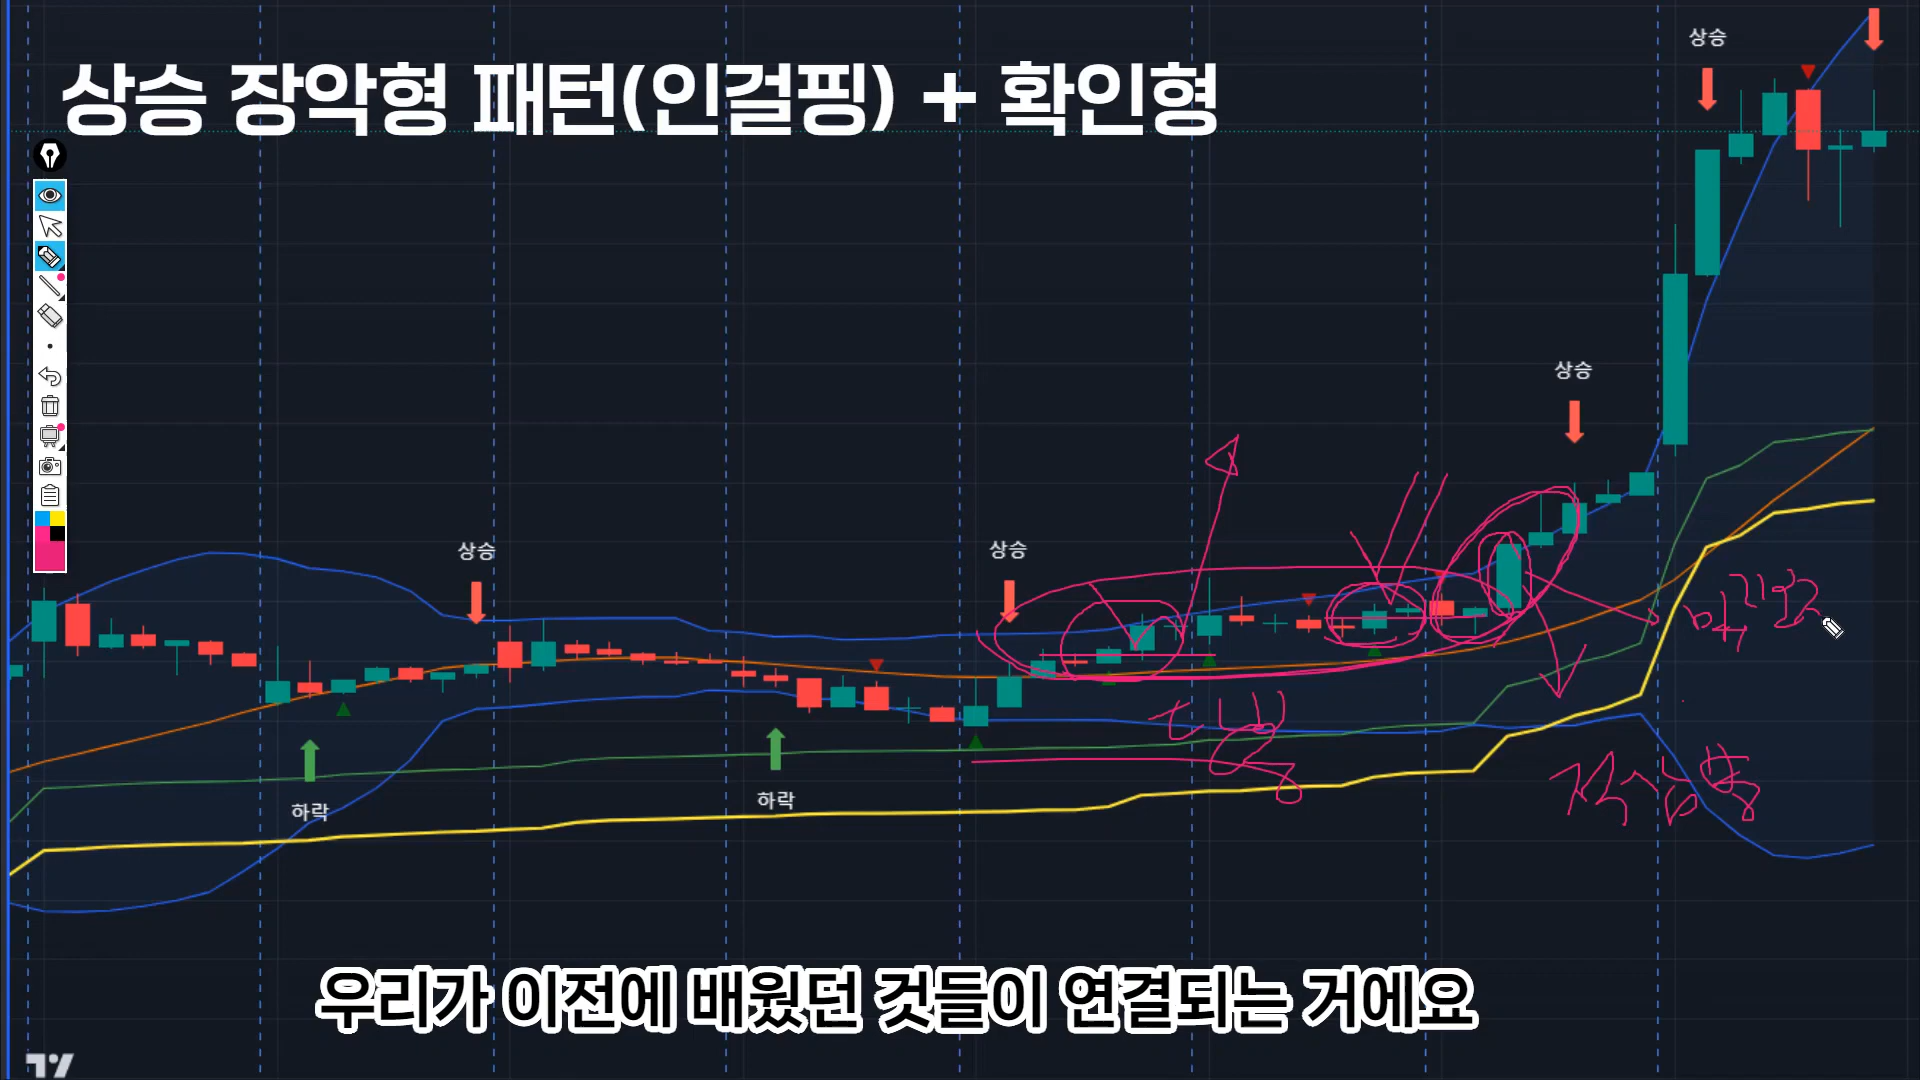 상승 장악형 패턴(인걸핑) + 확인형
상승
상승
상승
상승
하락
하락
우리가 이전에 배웠던 것들이 연결되는 거에요